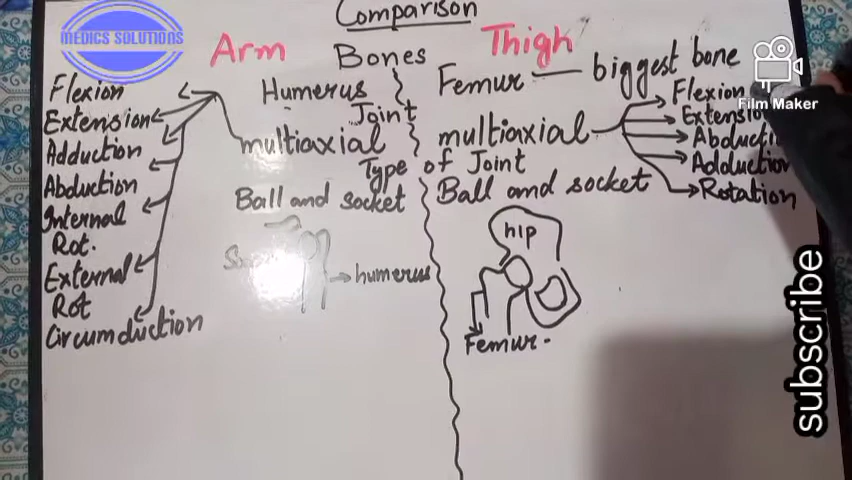 Comparison
MEDICS SOLUTIONS
Arm
Bones
Thigh
Humerus
Femur
biggest bone
Film Maker
Joint
multiaxial
multiaxial
Flexion
Extension
Adduction
Abduction
Internal
Rot.
External
Rot
Circumduction
Flexion
Extension
Abduction
Adduction
Rotation
Type of Joint
Ball and socket
Ball and socket
humerus
hip
Femur.
subscribe